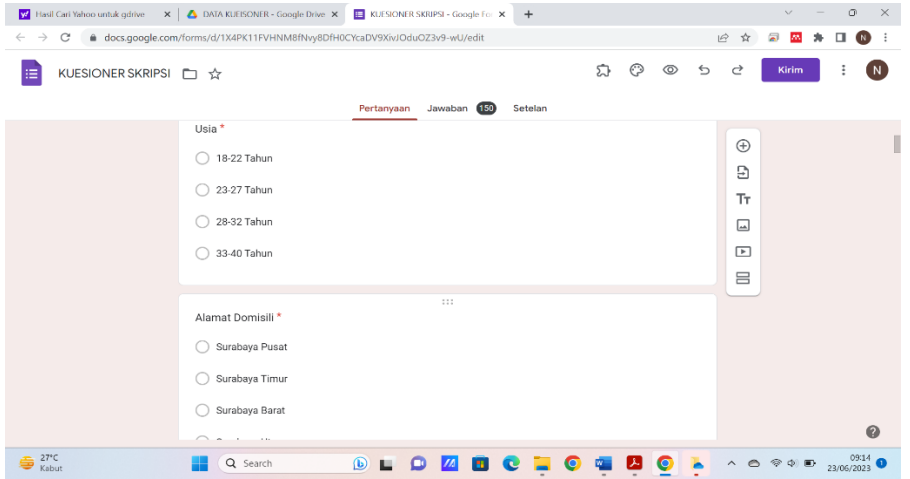 Hasil Cari Yahoo untuk gdrive
DATA KUEISONER - Google Drive
KUESIONER SKRIPSI - Google Fo
docs.google.com/forms/d/1X4PK11FVHNM8fNvy8DfH0CYcaDV9XivJOduOZ3v9-wU/edit
N
KUESIONER SKRIPSI
Kirim
N
Pertanyaan Jawaban 150 Setelan
Usia *
18-22 Tahun
23-27 Tahun
28-32 Tahun
33-40 Tahun
Tт
Alamat Domisili *
Surabaya Pusat
Surabaya Timur
Surabaya Barat
27°C
Kabut
Search
09:14
23/06/2023
1